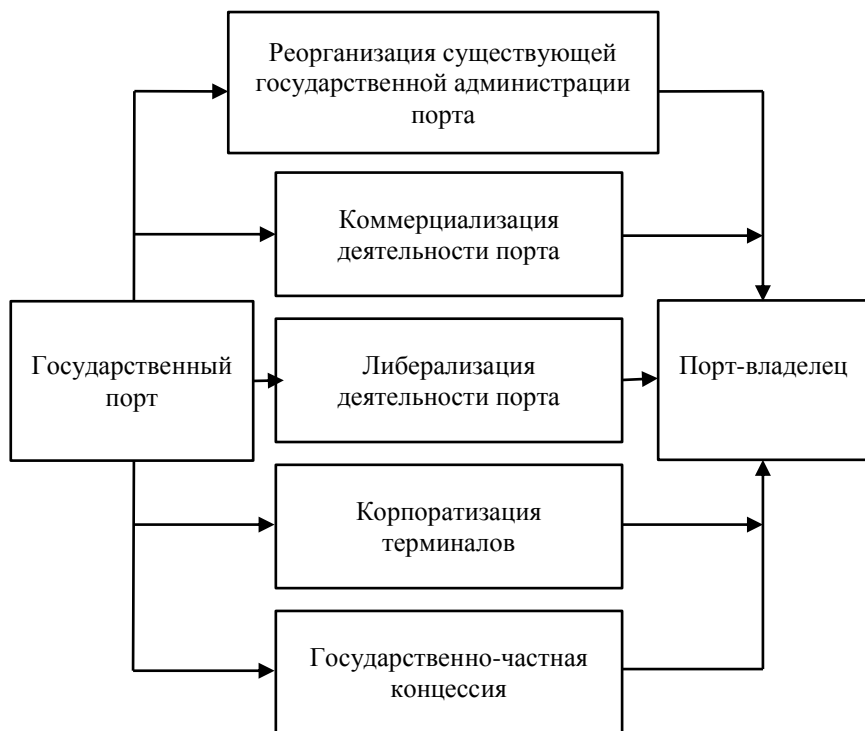 Реорганизация существующей
государственной администрации
порта
Коммерциализация
деятельности порта
Государственный
порт
Либерализация
деятельности порта
Порт-владелец
Корпоратизация
терминалов
Государственно-частная
концессия